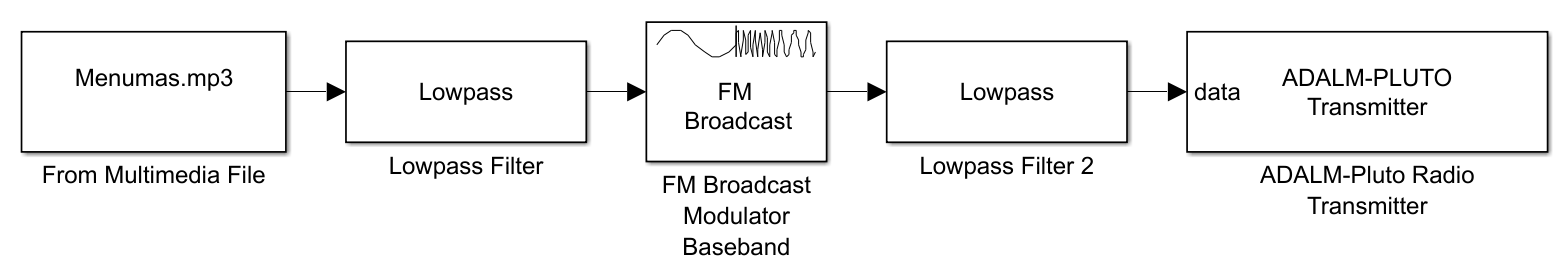 Menumas.mp3
From Multimedia File
Lowpass
Lowpass Filter
FM
Broadcast
FM Broadcast
Modulator
Baseband
Lowpass
Lowpass Filter 2
data
ADALM-PLUTO
Transmitter
ADALM-Pluto Radio
Transmitter